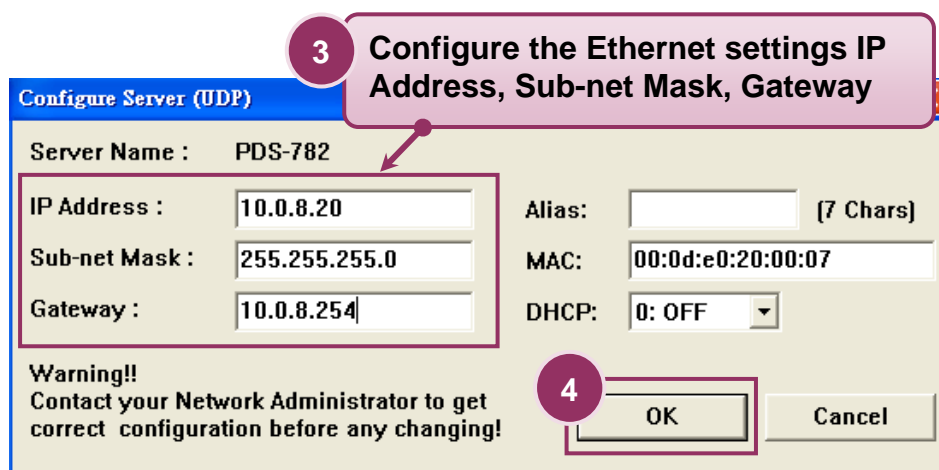 3
Configure the Ethernet settings IP
Address, Sub-net Mask, Gateway
Configure Server (UDP)
Server Name : PDS-782
IP Address : 10.0.8.20
Sub-net Mask : 255.255.255.0
Gateway : 10.0.8.254
Alias: (7 Chars)
MAC: 00:0d:e0:20:00:07
DHCP: 0: OFF
Warning!!
Contact your Network Administrator to get
correct configuration before any changing!
4
OK
Cancel